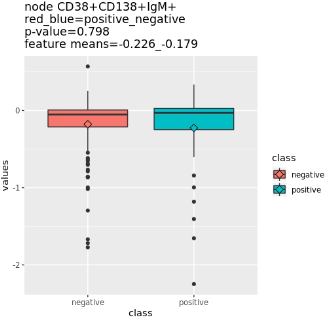 node CD38+CD138+IgM+
red_blue=positive_negative
p-value=0.798
feature means=-0.226_-0.179
0
-1
-2
values
negative
positive
class
class
negative
positive